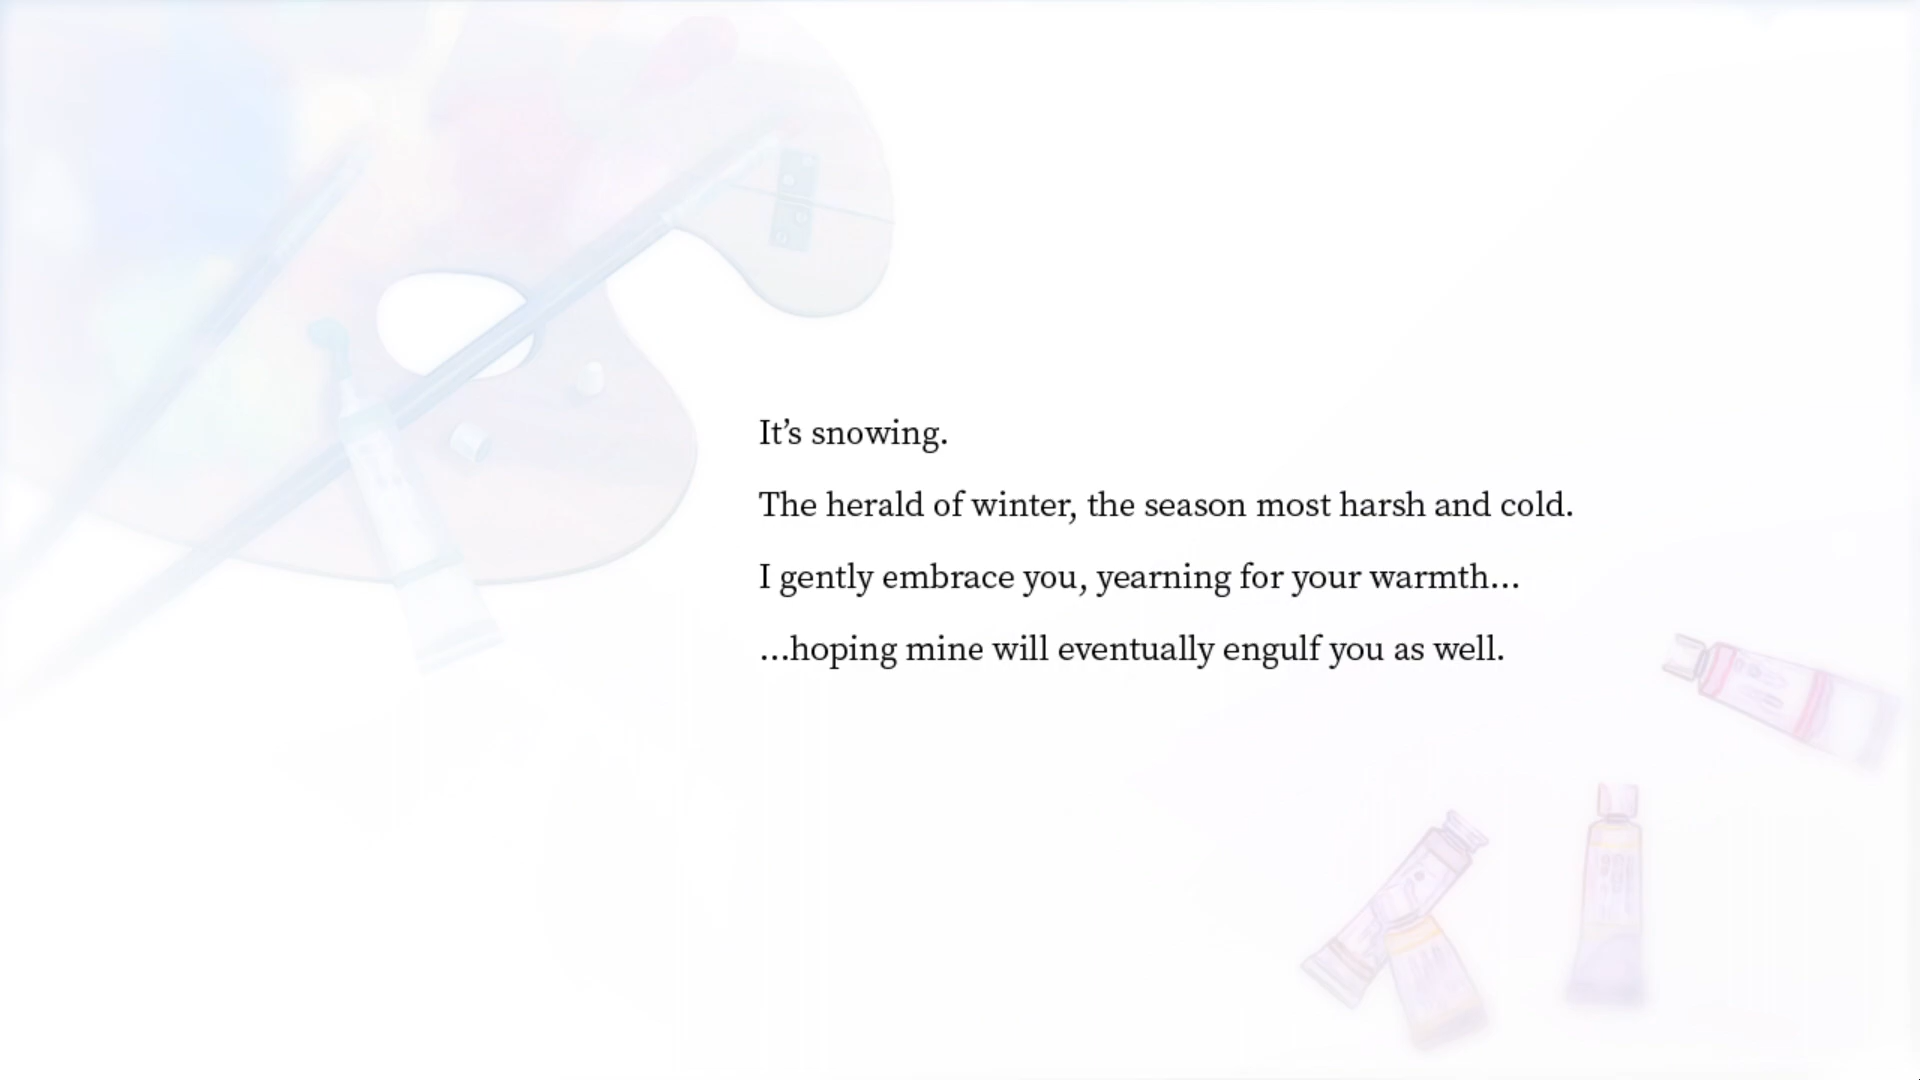 It’s snowing.
The herald of winter, the season most harsh and cold.
I gently embrace you, yearning for your warmth…
…hoping mine will eventually engulf you as well.